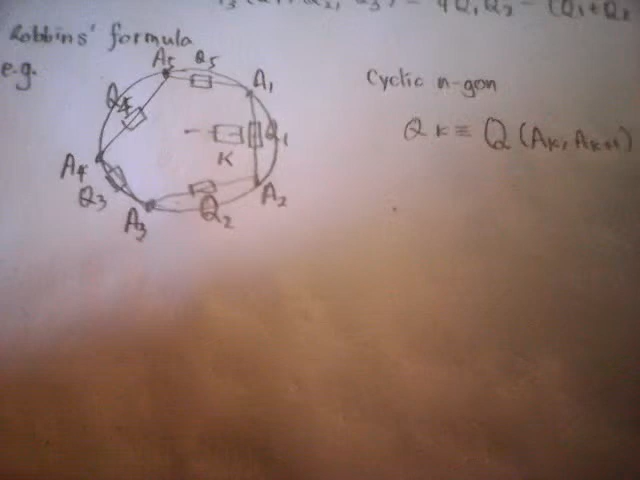 Robbins' formula
e.g.
A5 Q5 A1
Q4
Q1
K
A4
Q3
A3 Q2 A2
Cyclic n-gon
Qk ≡ Q (Ak, Ak+1)